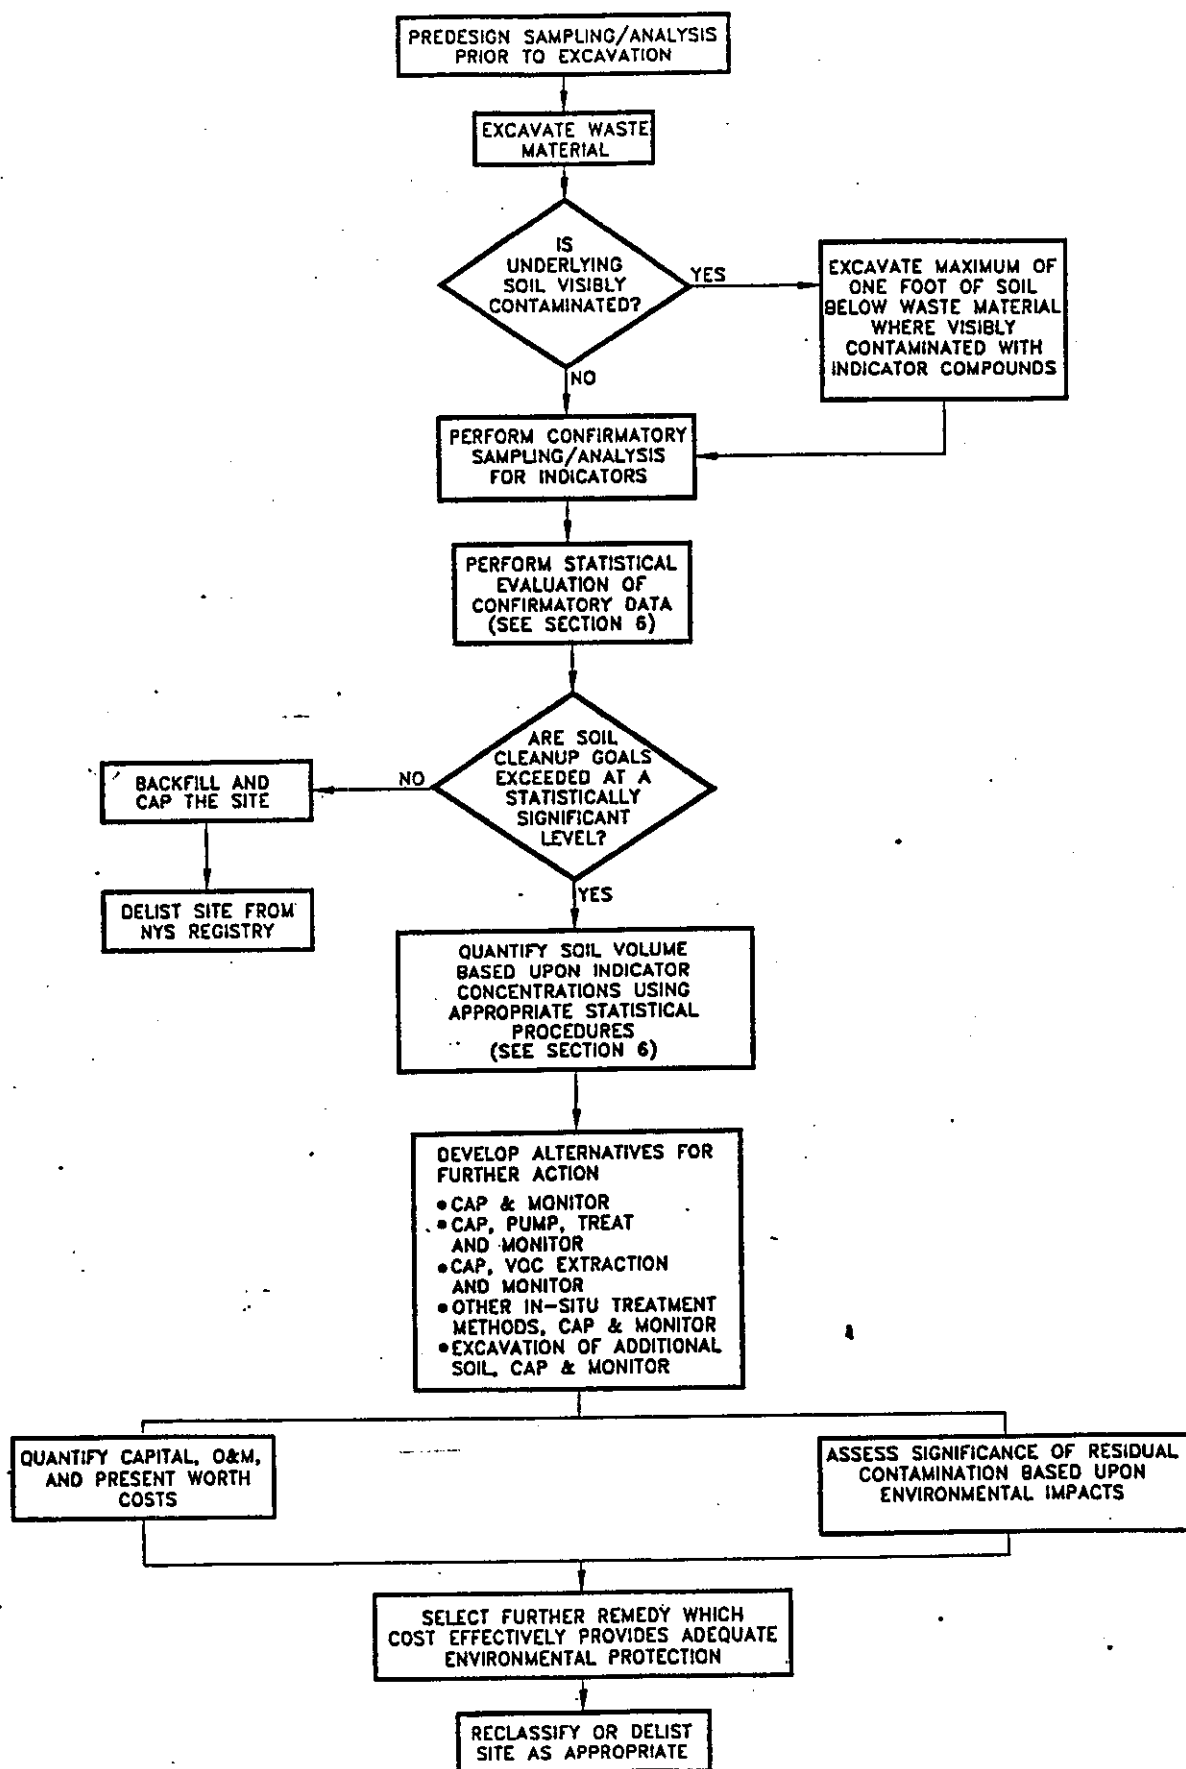 PREDESIGN SAMPLING/ANALYSIS
PRIOR TO EXCAVATION
EXCAVATE WASTE
MATERIAL
IS
UNDERLYING
SOIL VISIBLY
CONTAMINATED?
YES
EXCAVATE MAXIMUM OF
ONE FOOT OF SOIL
BELOW WASTE MATERIAL
WHERE VISIBLY
CONTAMINATED WITH
INDICATOR COMPOUNDS
NO
PERFORM CONFIRMATORY
SAMPLING/ANALYSIS
FOR INDICATORS
PERFORM STATISTICAL
EVALUATION OF
CONFIRMATORY DATA
(SEE SECTION 6)
ARE SOIL
CLEANUP GOALS
EXCEEDED AT A
STATISTICALLY
SIGNIFICANT
LEVEL?
NO
BACKFILL AND
CAP THE SITE
DELIST SITE FROM
NYS REGISTRY
YES
QUANTIFY SOIL VOLUME
BASED UPON INDICATOR
CONCENTRATIONS USING
APPROPRIATE STATISTICAL
PROCEDURES
(SEE SECTION 6)
DEVELOP ALTERNATIVES FOR
FURTHER ACTION
• CAP & MONITOR
• CAP, PUMP, TREAT
AND MONITOR
• CAP, VOC EXTRACTION
AND MONITOR
• OTHER IN-SITU TREATMENT
METHODS, CAP & MONITOR
• EXCAVATION OF ADDITIONAL
SOIL, CAP & MONITOR
QUANTIFY CAPITAL, O&M,
AND PRESENT WORTH
COSTS
ASSESS SIGNIFICANCE OF RESIDUAL
CONTAMINATION BASED UPON
ENVIRONMENTAL IMPACTS
SELECT FURTHER REMEDY WHICH
COST EFFECTIVELY PROVIDES ADEQUATE
ENVIRONMENTAL PROTECTION
RECLASSIFY OR DELIST
SITE AS APPROPRIATE